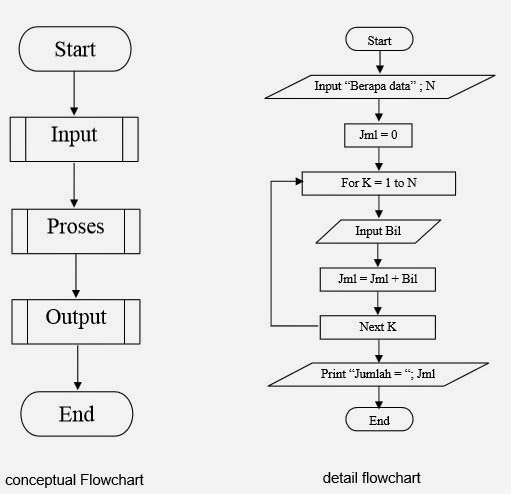 Start
Input
Proses
Output
End
conceptual Flowchart
Start
Input “Berapa data” ; N
Jml = 0
For K = 1 to N
Input Bil
Jml = Jml + Bil
Next K
Print “Jumlah = “; Jml
End
detail flowchart